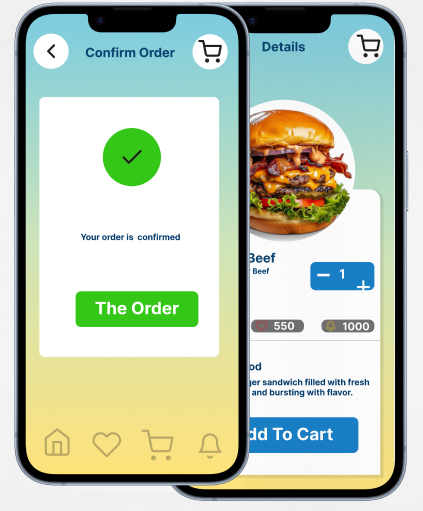 Confirm Order
Your order is confirmed
The Order
Details
Beef
Beef
1
550
1000
od
ger sandwich filled with fresh
and bursting with flavor.
dd To Cart